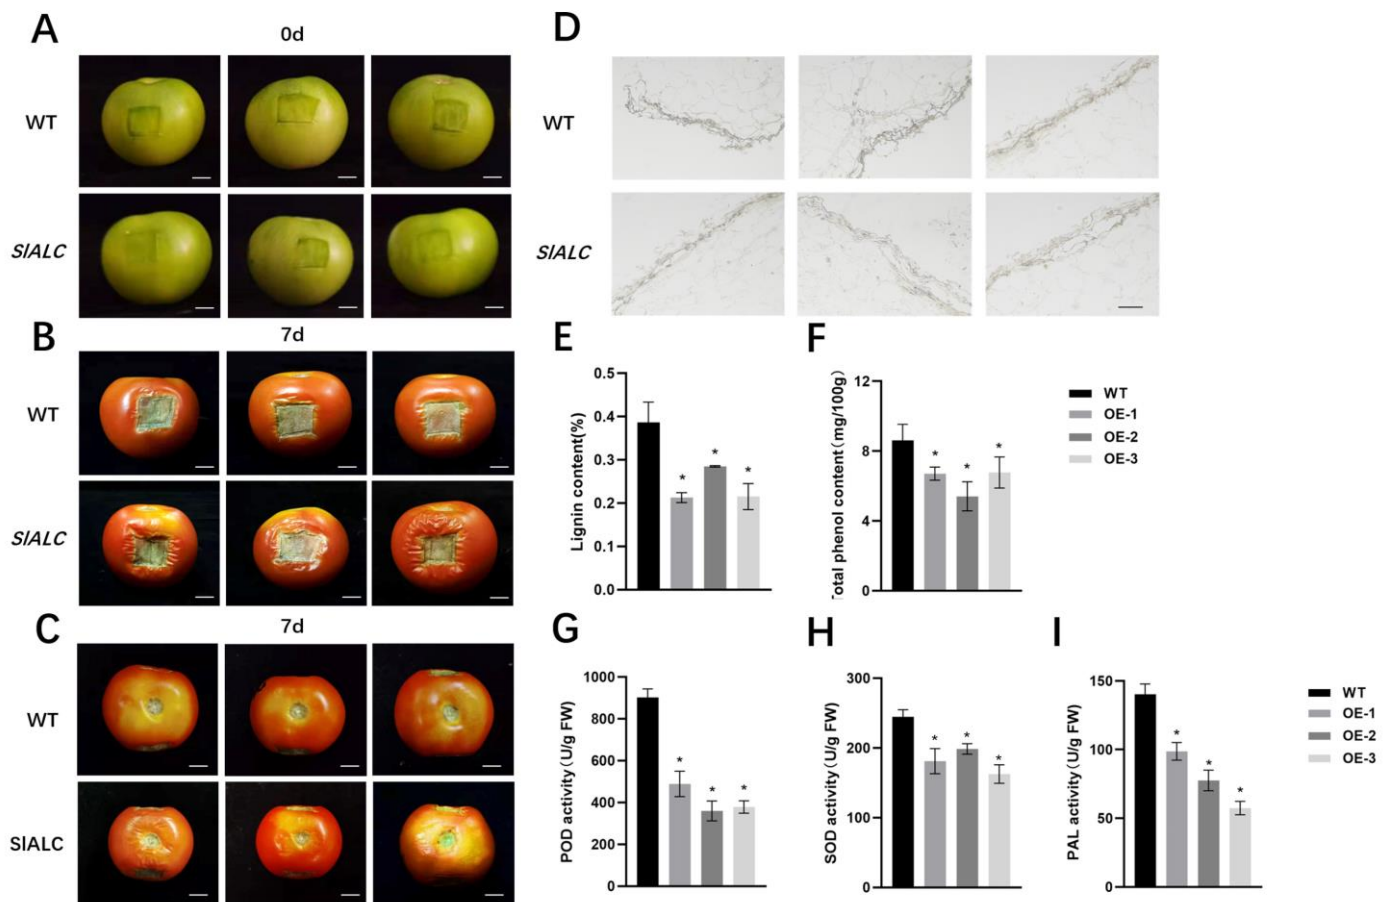 A
0d
WT
SlALC
B
7d
WT
SlALC
C
7d
WT
SlALC
D
WT
SlALC
E
Lignin content(%)
0.5
0.4
0.3
0.2
0.1
0.0
*
*
*
F
Total phenol content(mg/100g)
12
8
4
0
*
*
*
WT
OE-1
OE-2
OE-3
G
POD activity(U/g FW)
1000
800
600
400
200
0
*
*
*
H
SOD activity(U/g FW)
300
200
100
0
*
*
*
I
PAL activity(U/g FW)
150
100
50
0
*
*
*
WT
OE-1
OE-2
OE-3